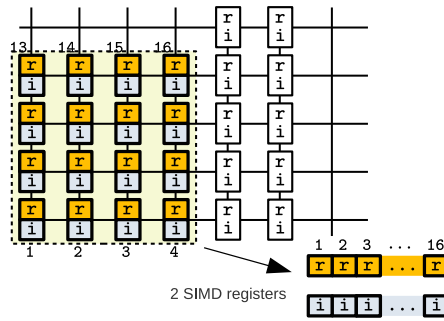 r r
i i
13 14 15 16
r r r r r r
i i i i i i
r r r r r r
i i i i i i
r r r r r r
i i i i i i
r r r r r r
i i i i i i
1 2 3 4
1 2 3 ... 16
r r r ... r
2 SIMD registers
i i i ... i